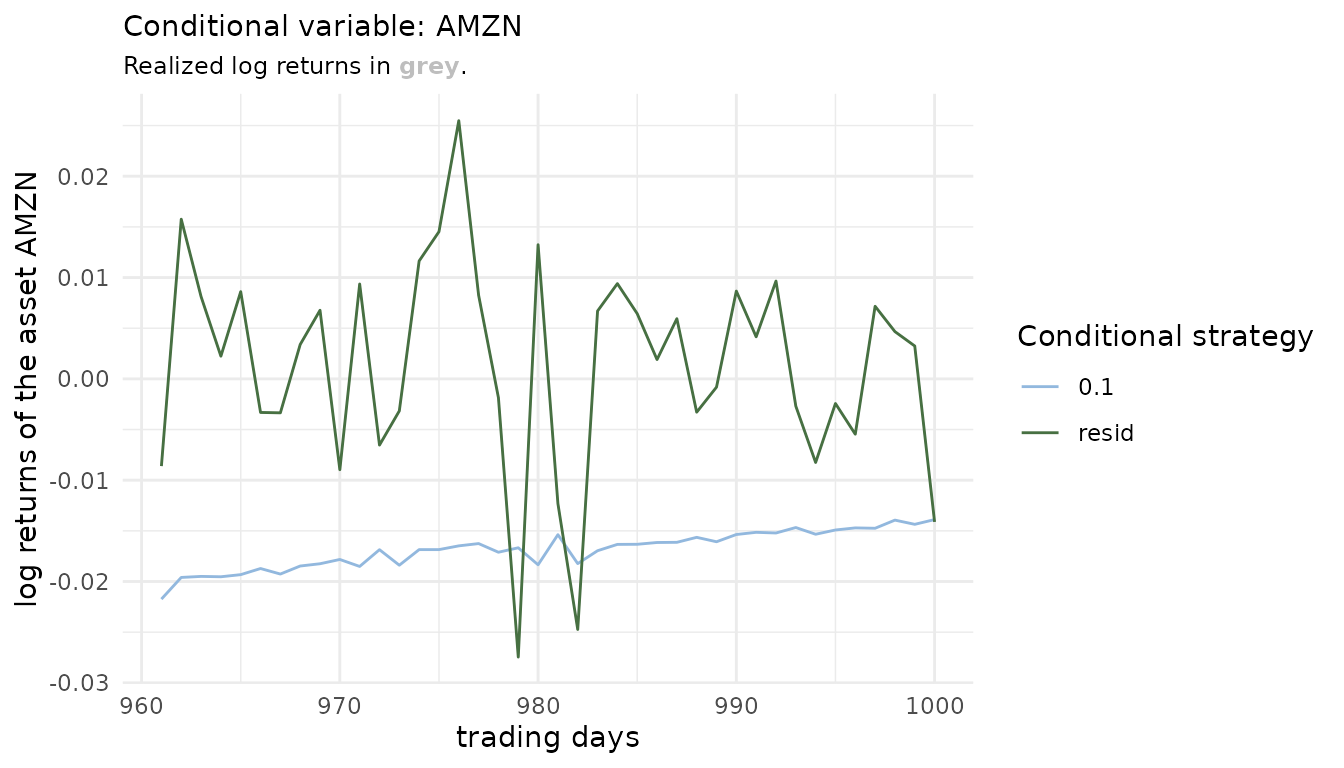 Conditional variable: AMZN
Realized log returns in grey.
log returns of the asset AMZN
0.02
0.01
0.00
-0.01
-0.02
-0.03
960
970
980
990
1000
trading days
Conditional strategy
0.1
resid